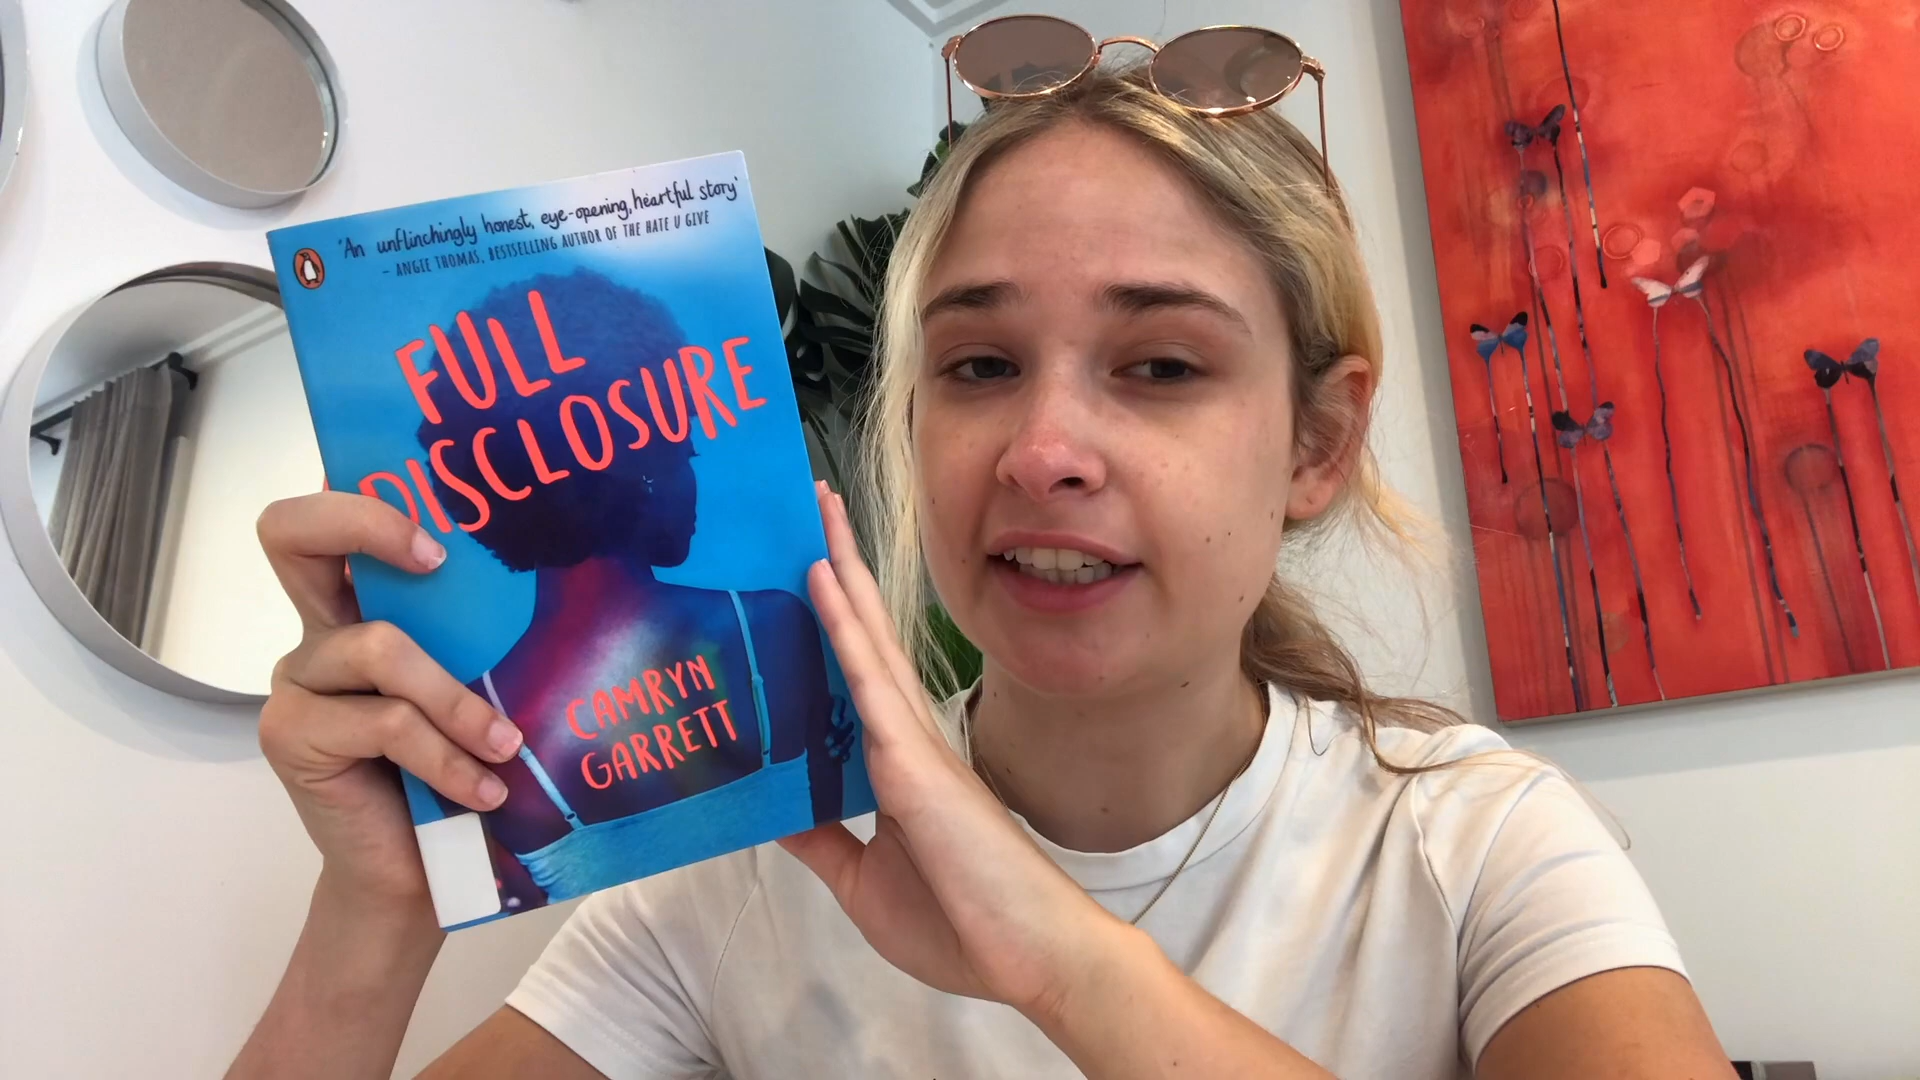 'An unflinchingly honest, eye-opening, heartful story'
- ANGIE THOMAS, BESTSELLING AUTHOR OF THE HATE U GIVE
FULL
DISCLOSURE
CAMRYN
GARRETT